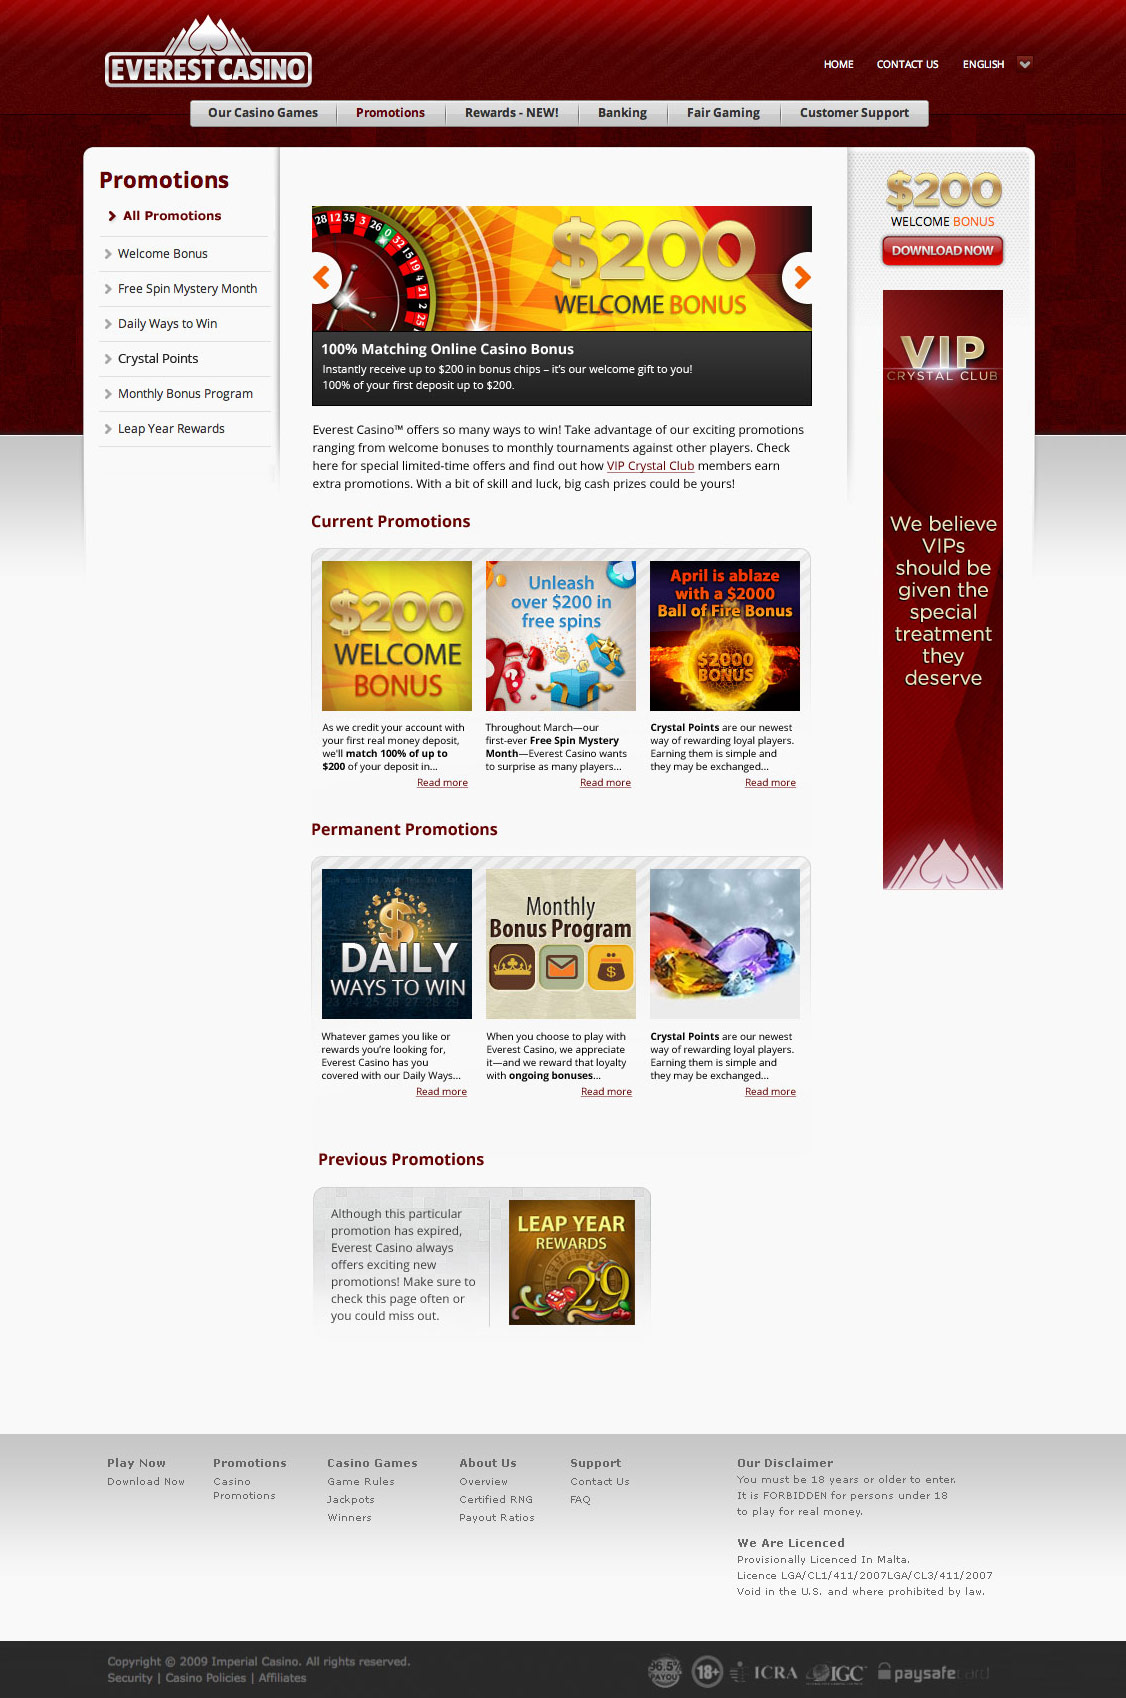 EVEREST CASINO
HOME CONTACT US ENGLISH
Our Casino Games Promotions Rewards - NEW! Banking Fair Gaming Customer Support
Promotions
All Promotions
Welcome Bonus
Free Spin Mystery Month
Daily Ways to Win
Crystal Points
Monthly Bonus Program
Leap Year Rewards
28 12 35 3 26 0 32 15 19 4 21 2 25
$200
WELCOME BONUS
100% Matching Online Casino Bonus
Instantly receive up to $200 in bonus chips – it's our welcome gift to you!
100% of your first deposit up to $200.
Everest Casino™ offers so many ways to win! Take advantage of our exciting promotions
ranging from welcome bonuses to monthly tournaments against other players. Check
here for special limited-time offers and find out how VIP Crystal Club members earn
extra promotions. With a bit of skill and luck, big cash prizes could be yours!
Current Promotions
$200
WELCOME
BONUS
As we credit your account with
your first real money deposit,
we'll match 100% of up to
$200 of your deposit in...
Read more
Unleash
over $200 in
free spins
?
Throughout March—our
first-ever Free Spin Mystery
Month—Everest Casino wants
to surprise as many players...
Read more
April is ablaze
with a $2000
Ball of Fire Bonus
$2000
BONUS
Crystal Points are our newest
way of rewarding loyal players.
Earning them is simple and
they may be exchanged...
Read more
Permanent Promotions
$
DAILY
WAYS TO WIN
Whatever games you like or
rewards you're looking for,
Everest Casino has you
covered with our Daily Ways...
Read more
Monthly
Bonus Program
$
When you choose to play with
Everest Casino, we appreciate
it—and we reward that loyalty
with ongoing bonuses...
Read more
Crystal Points are our newest
way of rewarding loyal players.
Earning them is simple and
they may be exchanged...
Read more
Previous Promotions
Although this particular
promotion has expired,
Everest Casino always
offers exciting new
promotions! Make sure to
check this page often or
you could miss out.
LEAP YEAR
REWARDS
29
$200
WELCOME BONUS
DOWNLOAD NOW
VIP
CRYSTAL CLUB
We believe
VIPs
should be
given the
special
treatment
they
deserve
Play Now
Download Now
Promotions
Casino
Promotions
Casino Games
Game Rules
Jackpots
Winners
About Us
Overview
Certified RNG
Payout Ratios
Support
Contact Us
FAQ
Our Disclaimer
You must be 18 years or older to enter.
It is FORBIDDEN for persons under 18
to play for real money.
We Are Licenced
Provisionally Licenced In Malta.
Licence LGA/CL1/411/2007LGA/CL3/411/2007
Void in the U.S. and where prohibited by law.
Copyright © 2009 Imperial Casino. All rights reserved.
Security | Casino Policies | Affiliates
PAYOUT 18+ ICRA IGC paysafecard